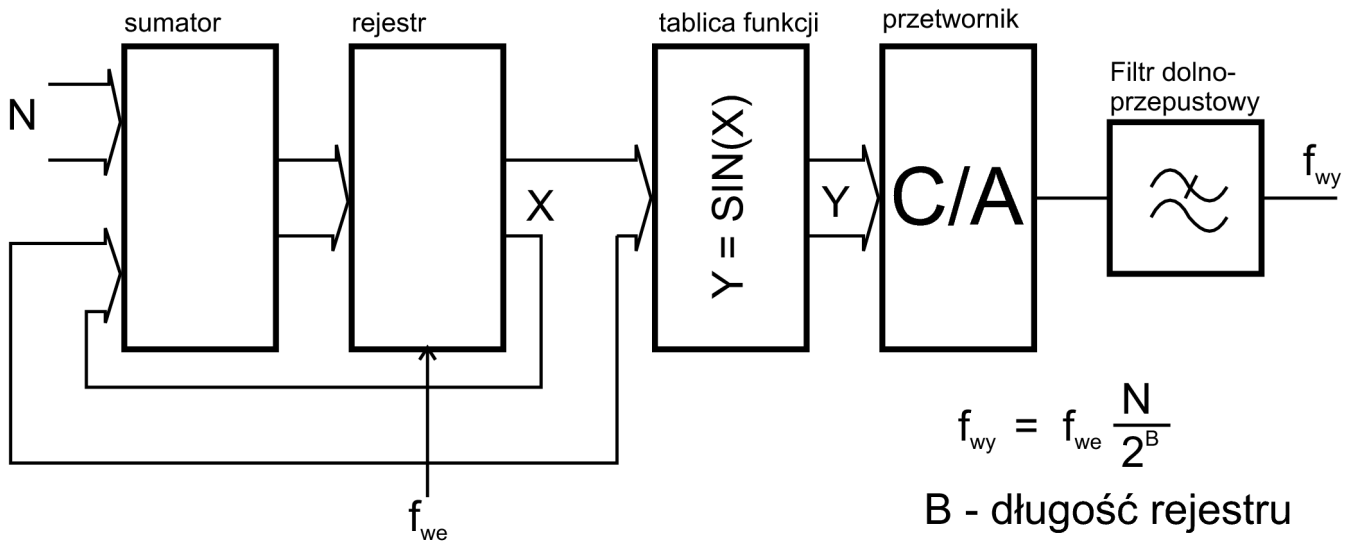 sumator
rejestr
tablica funkcji
przetwornik
Filtr dolno-
przepustowy
N
X
Y = SIN(X)
Y
C/A
f_wy
f_we
f_wy = f_we N/2^B
B - długość rejestru